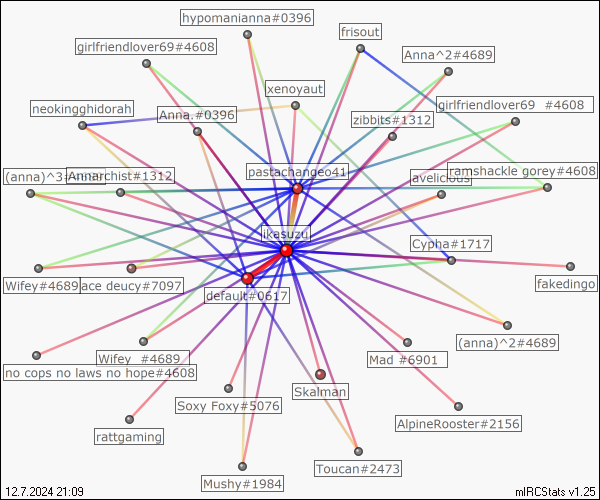 hypomanianna#0396
frisout
girlfriendlover69#4608
Anna^2#4689
xenoyaut
neokingghidorah
girlfriendlover69 #4608
Anna.#0396
zibbits#1312
pastachangeo41
ramshackle gorey#4608
(anna)^3
Annarchist#1312
avelicious
ikasuzu
Cypha#1717
Wifey#4689
ace deucy#7097
fakedingo
default#0617
(anna)^2#4689
Wifey_#4689
Mad #6901
no cops no laws no hope#4608
Skalman
Soxy Foxy#5076
AlpineRooster#2156
rattgaming
Toucan#2473
Mushy#1984
12.7.2024 21:09
mIRCStats v1.25